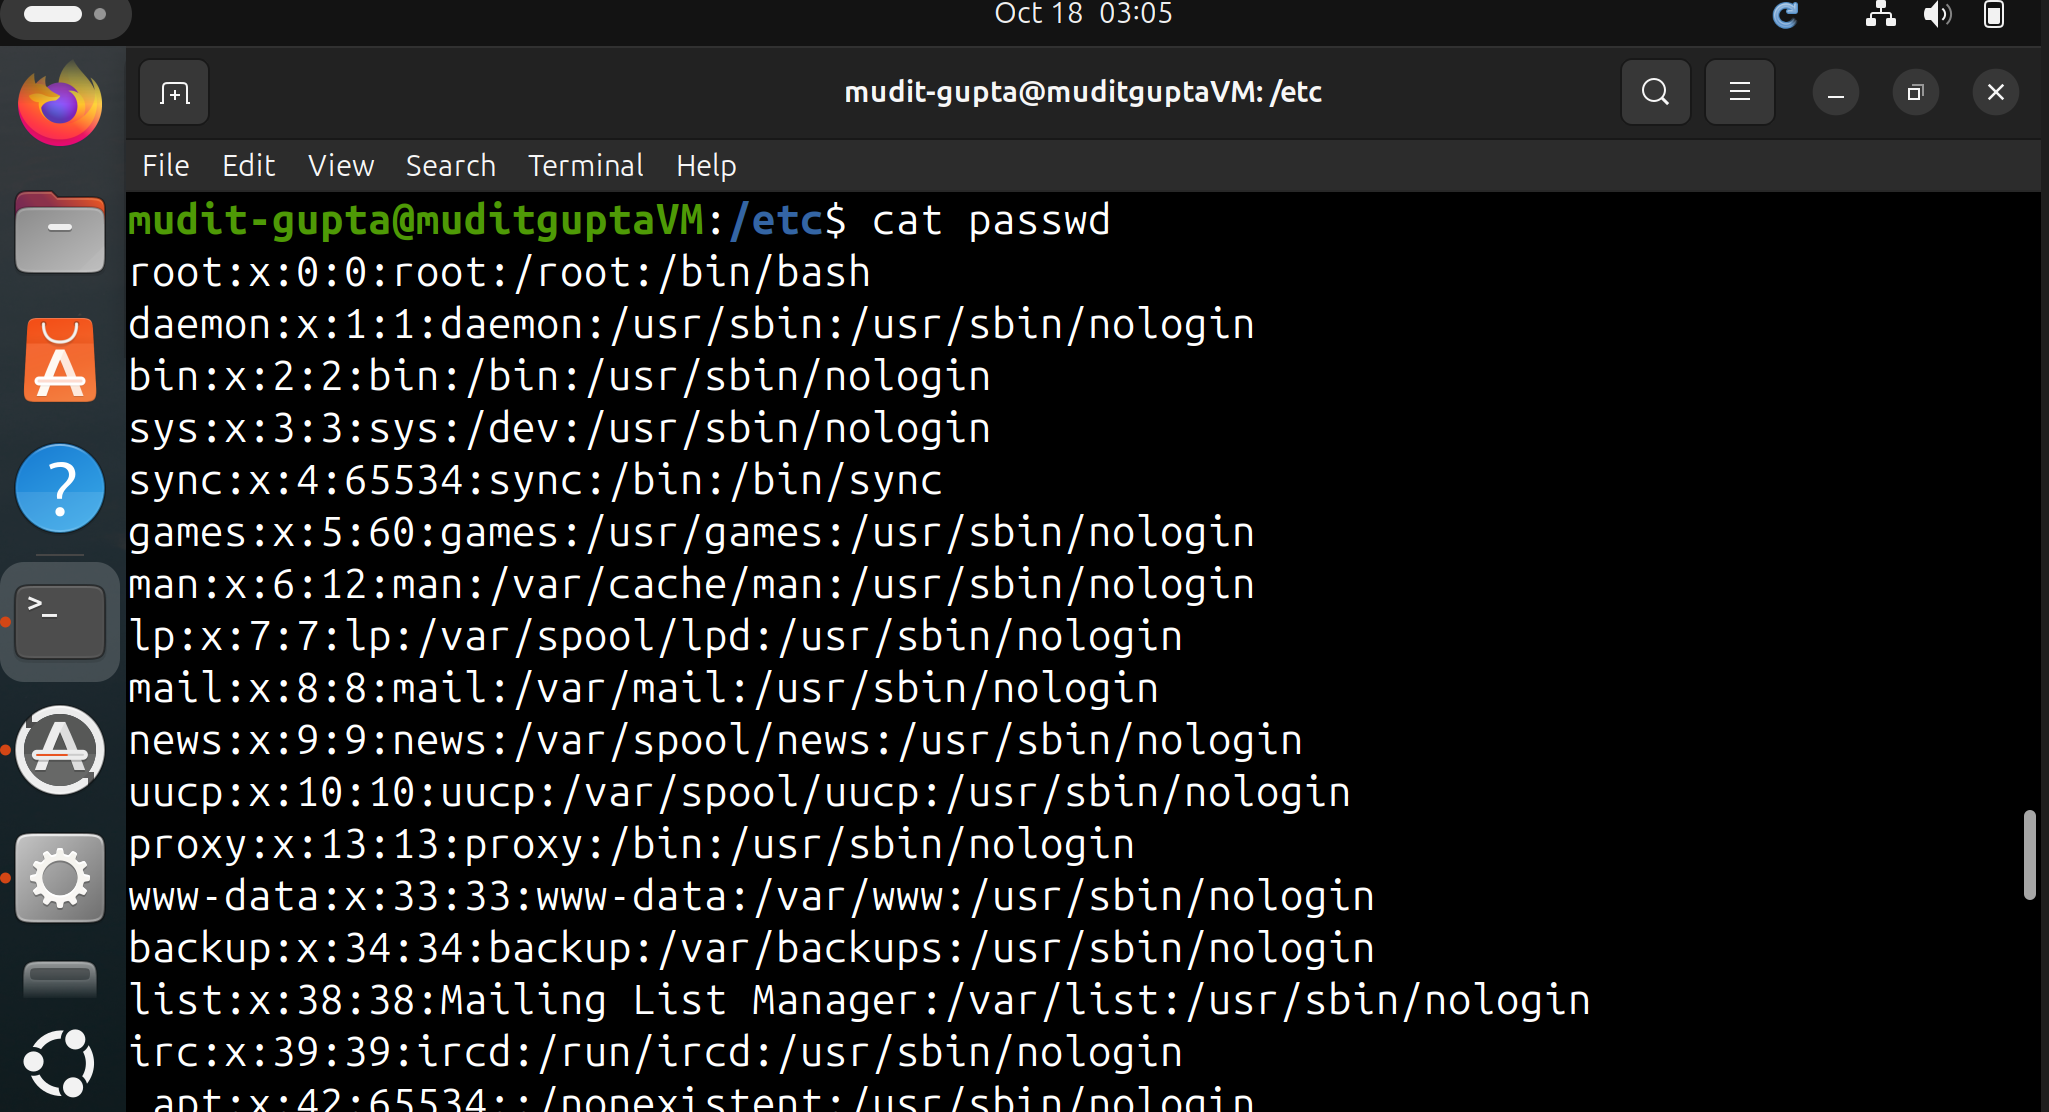 Oct 18 03:05
mudit-gupta@muditguptaVM: /etc
File Edit View Search Terminal Help
mudit-gupta@muditguptaVM:/etc$ cat passwd
root:x:0:0:root:/root:/bin/bash
daemon:x:1:1:daemon:/usr/sbin:/usr/sbin/nologin
bin:x:2:2:bin:/bin:/usr/sbin/nologin
sys:x:3:3:sys:/dev:/usr/sbin/nologin
sync:x:4:65534:sync:/bin:/bin/sync
games:x:5:60:games:/usr/games:/usr/sbin/nologin
man:x:6:12:man:/var/cache/man:/usr/sbin/nologin
lp:x:7:7:lp:/var/spool/lpd:/usr/sbin/nologin
mail:x:8:8:mail:/var/mail:/usr/sbin/nologin
news:x:9:9:news:/var/spool/news:/usr/sbin/nologin
uucp:x:10:10:uucp:/var/spool/uucp:/usr/sbin/nologin
proxy:x:13:13:proxy:/bin:/usr/sbin/nologin
www-data:x:33:33:www-data:/var/www:/usr/sbin/nologin
backup:x:34:34:backup:/var/backups:/usr/sbin/nologin
list:x:38:38:Mailing List Manager:/var/list:/usr/sbin/nologin
irc:x:39:39:ircd:/run/ircd:/usr/sbin/nologin
_apt:x:42:65534::/nonexistent:/usr/sbin/nologin